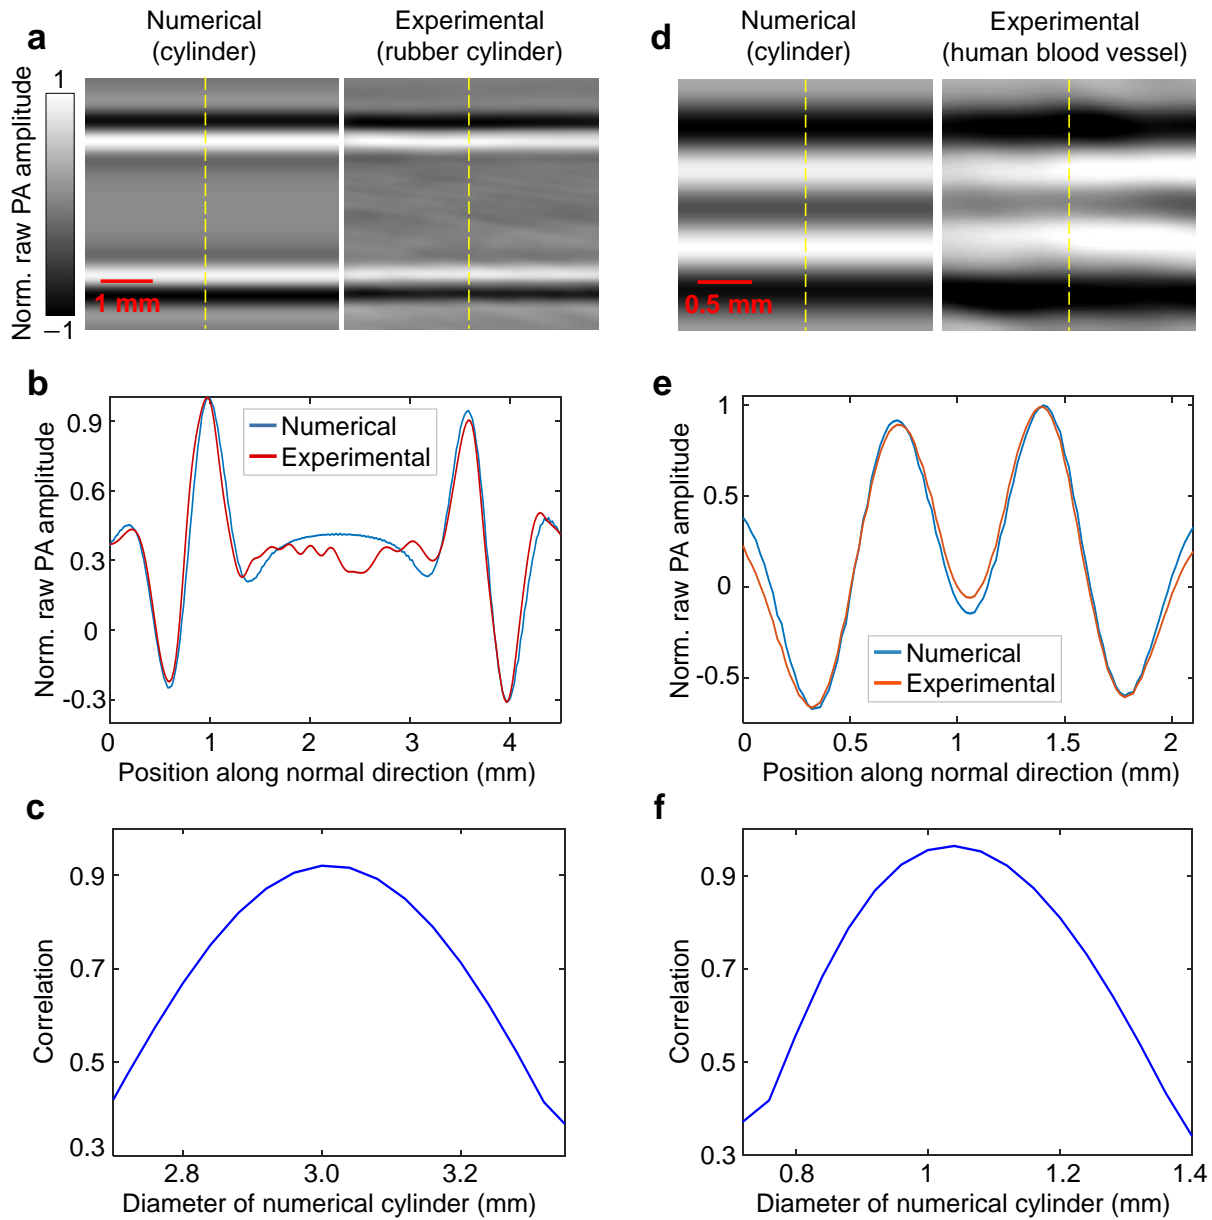 a
Numerical
(cylinder)
Experimental
(rubber cylinder)
Norm. raw PA amplitude
1
−1
1 mm
d
Numerical
(cylinder)
Experimental
(human blood vessel)
0.5 mm
b
Norm. raw PA amplitude
0.9
0.6
0.3
0
-0.3
Numerical
Experimental
0 1 2 3 4
Position along normal direction (mm)
e
Norm. raw PA amplitude
1
0.5
0
-0.5
Numerical
Experimental
0 0.5 1 1.5 2
Position along normal direction (mm)
c
Correlation
0.9
0.7
0.5
0.3
2.8 3.0 3.2
Diameter of numerical cylinder (mm)
f
Correlation
0.9
0.7
0.5
0.3
0.8 1 1.2 1.4
Diameter of numerical cylinder (mm)